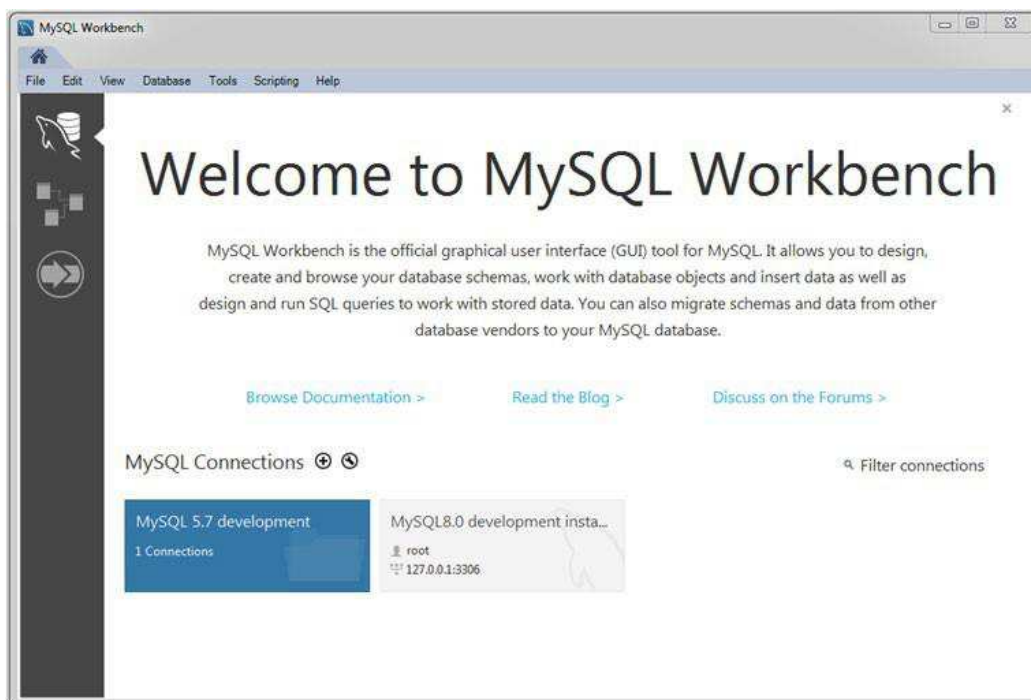 MySQL Workbench
File Edit View Database Tools Scripting Help
Welcome to MySQL Workbench
MySQL Workbench is the official graphical user interface (GUI) tool for MySQL. It allows you to design,
create and browse your database schemas, work with database objects and insert data as well as
design and run SQL queries to work with stored data. You can also migrate schemas and data from other
database vendors to your MySQL database.
Browse Documentation > Read the Blog > Discuss on the Forums >
MySQL Connections Filter connections
MySQL 5.7 development MySQL8.0 development insta...
1 Connections root
127.0.0.1:3306